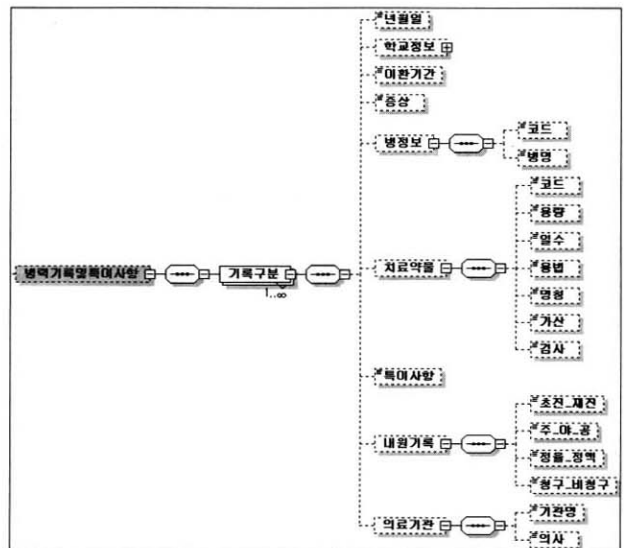 년월일
학교정보
이환기간
증상
병정보
코드
병명
병력기록및특이사항
기록구분
1..∞
치료약물
코드
용량
일수
용법
명칭
가산
검사
특이사항
내원기록
초진_재진
주_야_공
정율_정액
청구_비청구
의료기관
기관명
의사